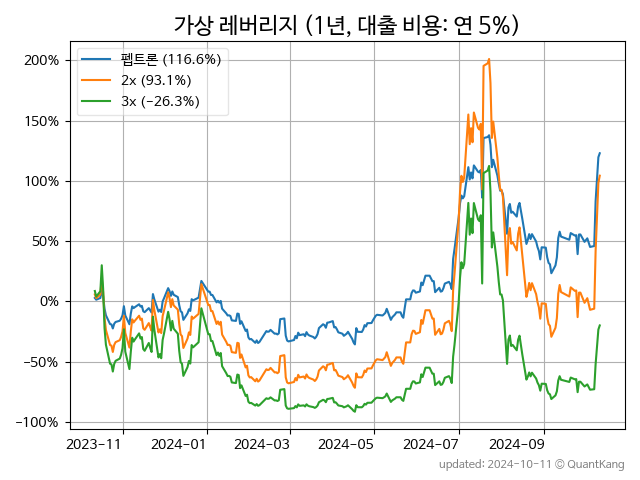 가상 레버리지 (1년, 대출 비용: 연 5%)
펩트론 (116.6%)
2x (93.1%)
3x (−26.3%)
200%
150%
100%
50%
0%
−50%
−100%
2023-11
2024-01
2024-03
2024-05
2024-07
2024-09
updated: 2024-10-11 © QuantKang